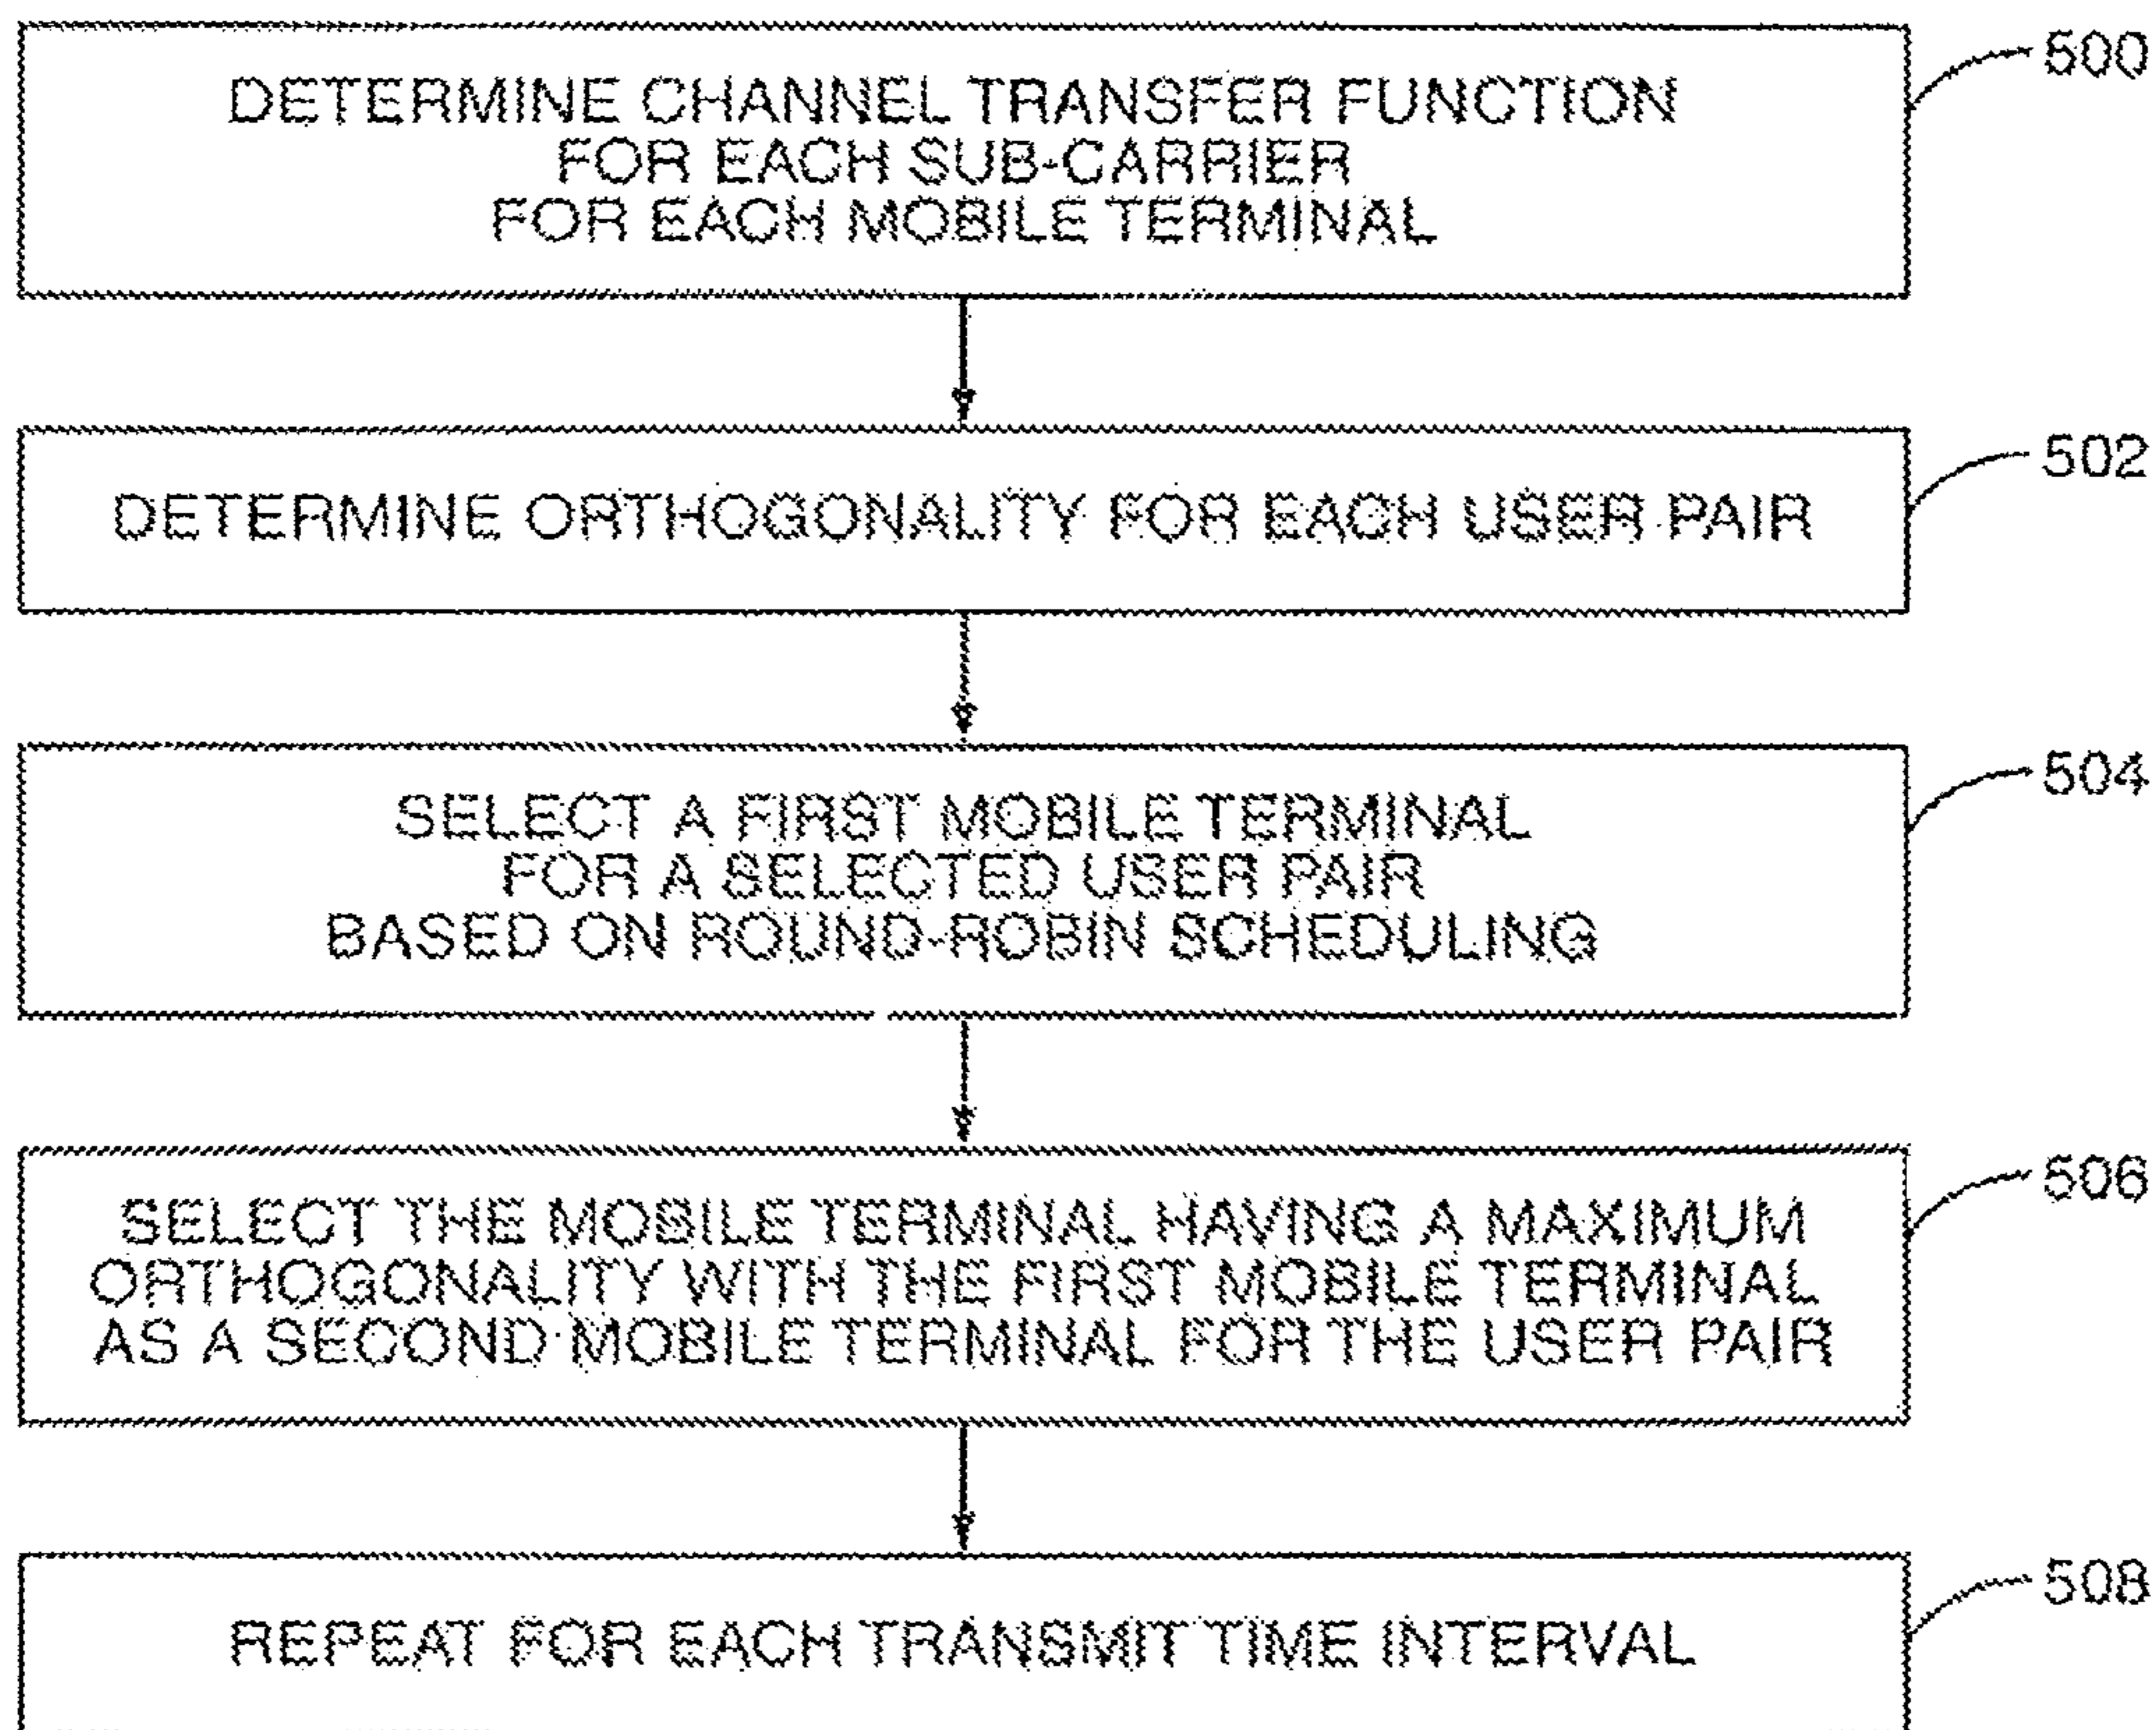 DETERMINE CHANNEL TRANSFER FUNCTION
FOR EACH SUB-CARRIER
FOR EACH MOBILE TERMINAL
500
DETERMINE ORTHOGONALITY FOR EACH USER PAIR
502
SELECT A FIRST MOBILE TERMINAL
FOR A SELECTED USER PAIR
BASED ON ROUND-ROBIN SCHEDULING
504
SELECT THE MOBILE TERMINAL HAVING A MAXIMUM
ORTHOGONALITY WITH THE FIRST MOBILE TERMINAL
AS A SECOND MOBILE TERMINAL FOR THE USER PAIR
506
REPEAT FOR EACH TRANSMIT TIME INTERVAL
508